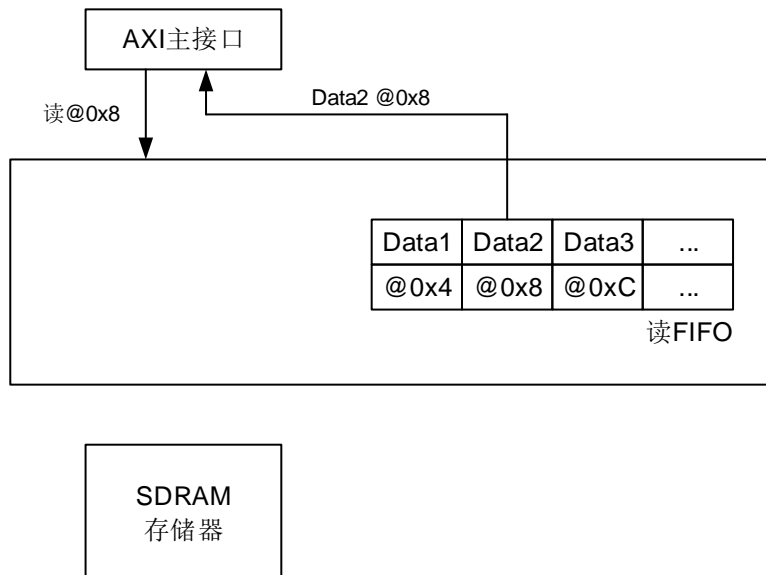 AXI主接口
读@0x8
Data2 @0x8
Data1 Data2 Data3 ...
@0x4 @0x8 @0xC ...
读FIFO
SDRAM
存储器